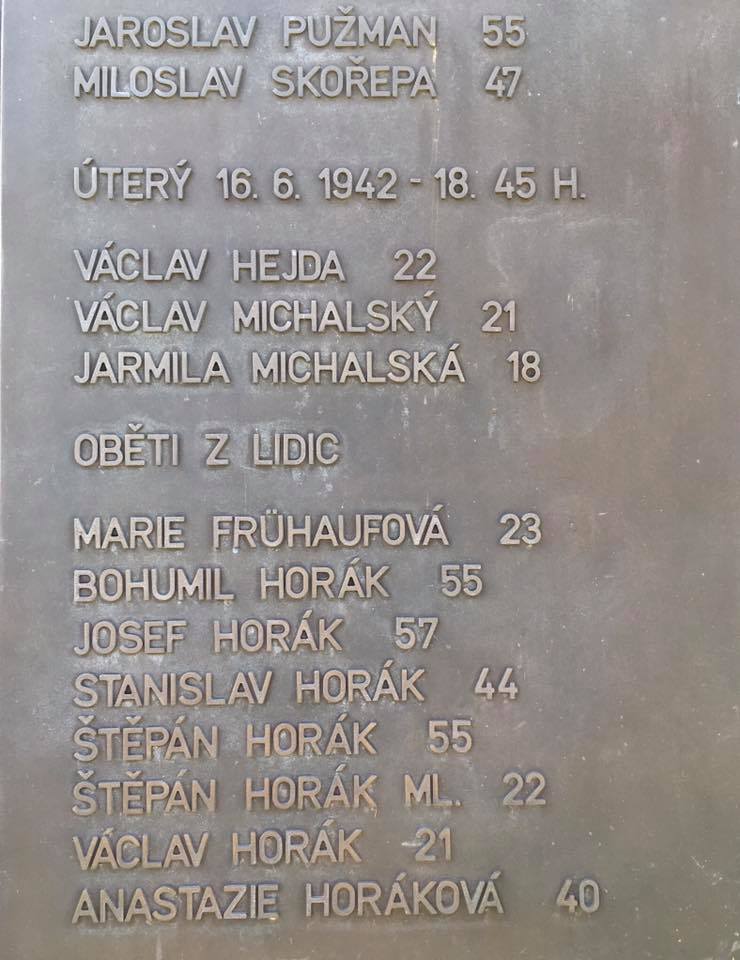 JAROSLAV PUŽMAN 55
MILOSLAV SKOŘEPA 47
ÚTERÝ 16. 6. 1942 - 18. 45 H.
VÁCLAV HEJDA 22
VÁCLAV MICHALSKÝ 21
JARMILA MICHALSKÁ 18
OBĚTI Z LIDIC
MARIE FRÜHAUFOVÁ 23
BOHUMIL HORÁK 55
JOSEF HORÁK 57
STANISLAV HORÁK 44
ŠTĚPÁN HORÁK 55
ŠTĚPÁN HORÁK ML. 22
VÁCLAV HORÁK 21
ANASTAZIE HORÁKOVÁ 40